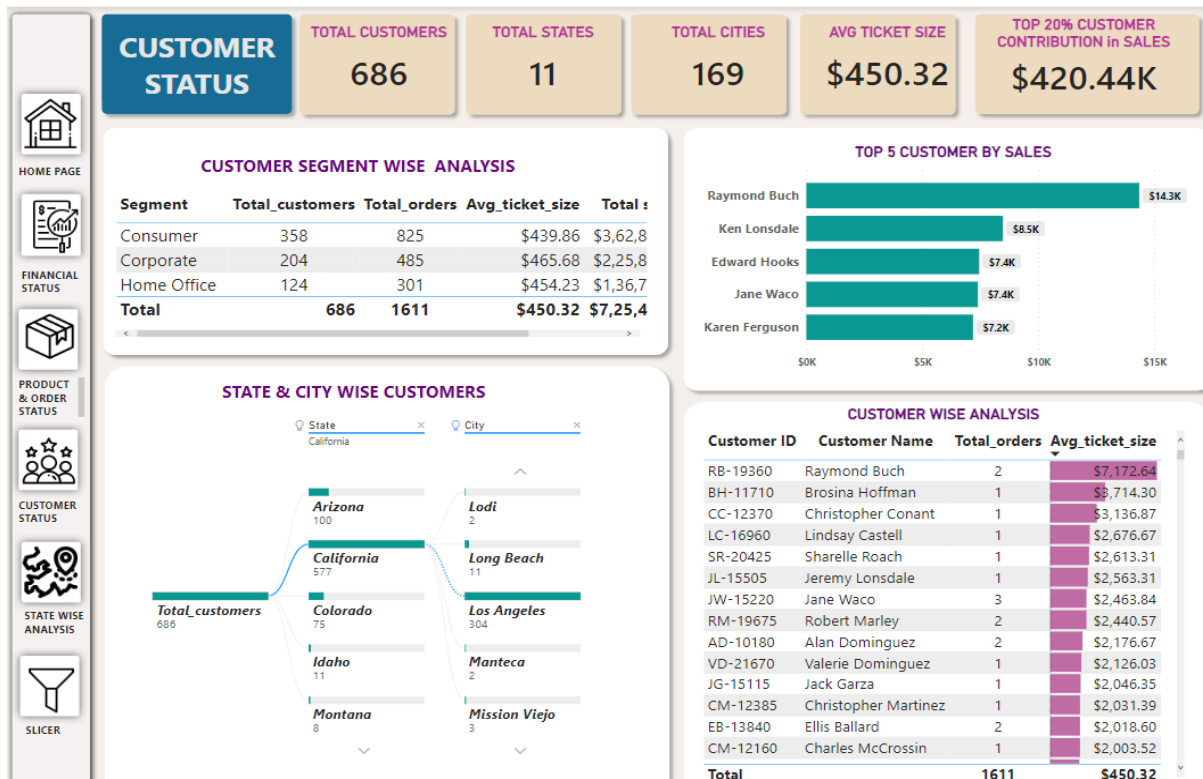 CUSTOMER
STATUS
TOTAL CUSTOMERS
686
TOTAL STATES
11
TOTAL CITIES
169
AVG TICKET SIZE
$450.32
TOP 20% CUSTOMER
CONTRIBUTION in SALES
$420.44K
HOME PAGE
FINANCIAL
STATUS
PRODUCT
& ORDER
STATUS
CUSTOMER
STATUS
STATE WISE
ANALYSIS
SLICER
CUSTOMER SEGMENT WISE ANALYSIS
Segment Total_customers Total_orders Avg_ticket_size Total s
Consumer 358 825 $439.86 $3,62,8
Corporate 204 485 $465.68 $2,25,8
Home Office 124 301 $454.23 $1,36,7
Total 686 1611 $450.32 $7,25,4
TOP 5 CUSTOMER BY SALES
Raymond Buch $14.3K
Ken Lonsdale $8.5K
Edward Hooks $7.4K
Jane Waco $7.4K
Karen Ferguson $7.2K
$0K $5K $10K $15K
STATE & CITY WISE CUSTOMERS
State
California
City
Total_customers
686
Arizona
100
California
577
Colorado
75
Idaho
11
Montana
8
Lodi
2
Long Beach
11
Los Angeles
304
Manteca
2
Mission Viejo
3
CUSTOMER WISE ANALYSIS
Customer ID Customer Name Total_orders Avg_ticket_size
RB-19360 Raymond Buch 2 $7,172.64
BH-11710 Brosina Hoffman 1 $3,714.30
CC-12370 Christopher Conant 1 $3,136.87
LC-16960 Lindsay Castell 1 $2,676.67
SR-20425 Sharelle Roach 1 $2,613.31
JL-15505 Jeremy Lonsdale 1 $2,563.31
JW-15220 Jane Waco 3 $2,463.84
RM-19675 Robert Marley 2 $2,440.57
AD-10180 Alan Dominguez 2 $2,176.67
VD-21670 Valerie Dominguez 1 $2,126.03
JG-15115 Jack Garza 1 $2,046.35
CM-12385 Christopher Martinez 1 $2,031.39
EB-13840 Ellis Ballard 2 $2,018.60
CM-12160 Charles McCrossin 1 $2,003.52
Total 1611 $450.32